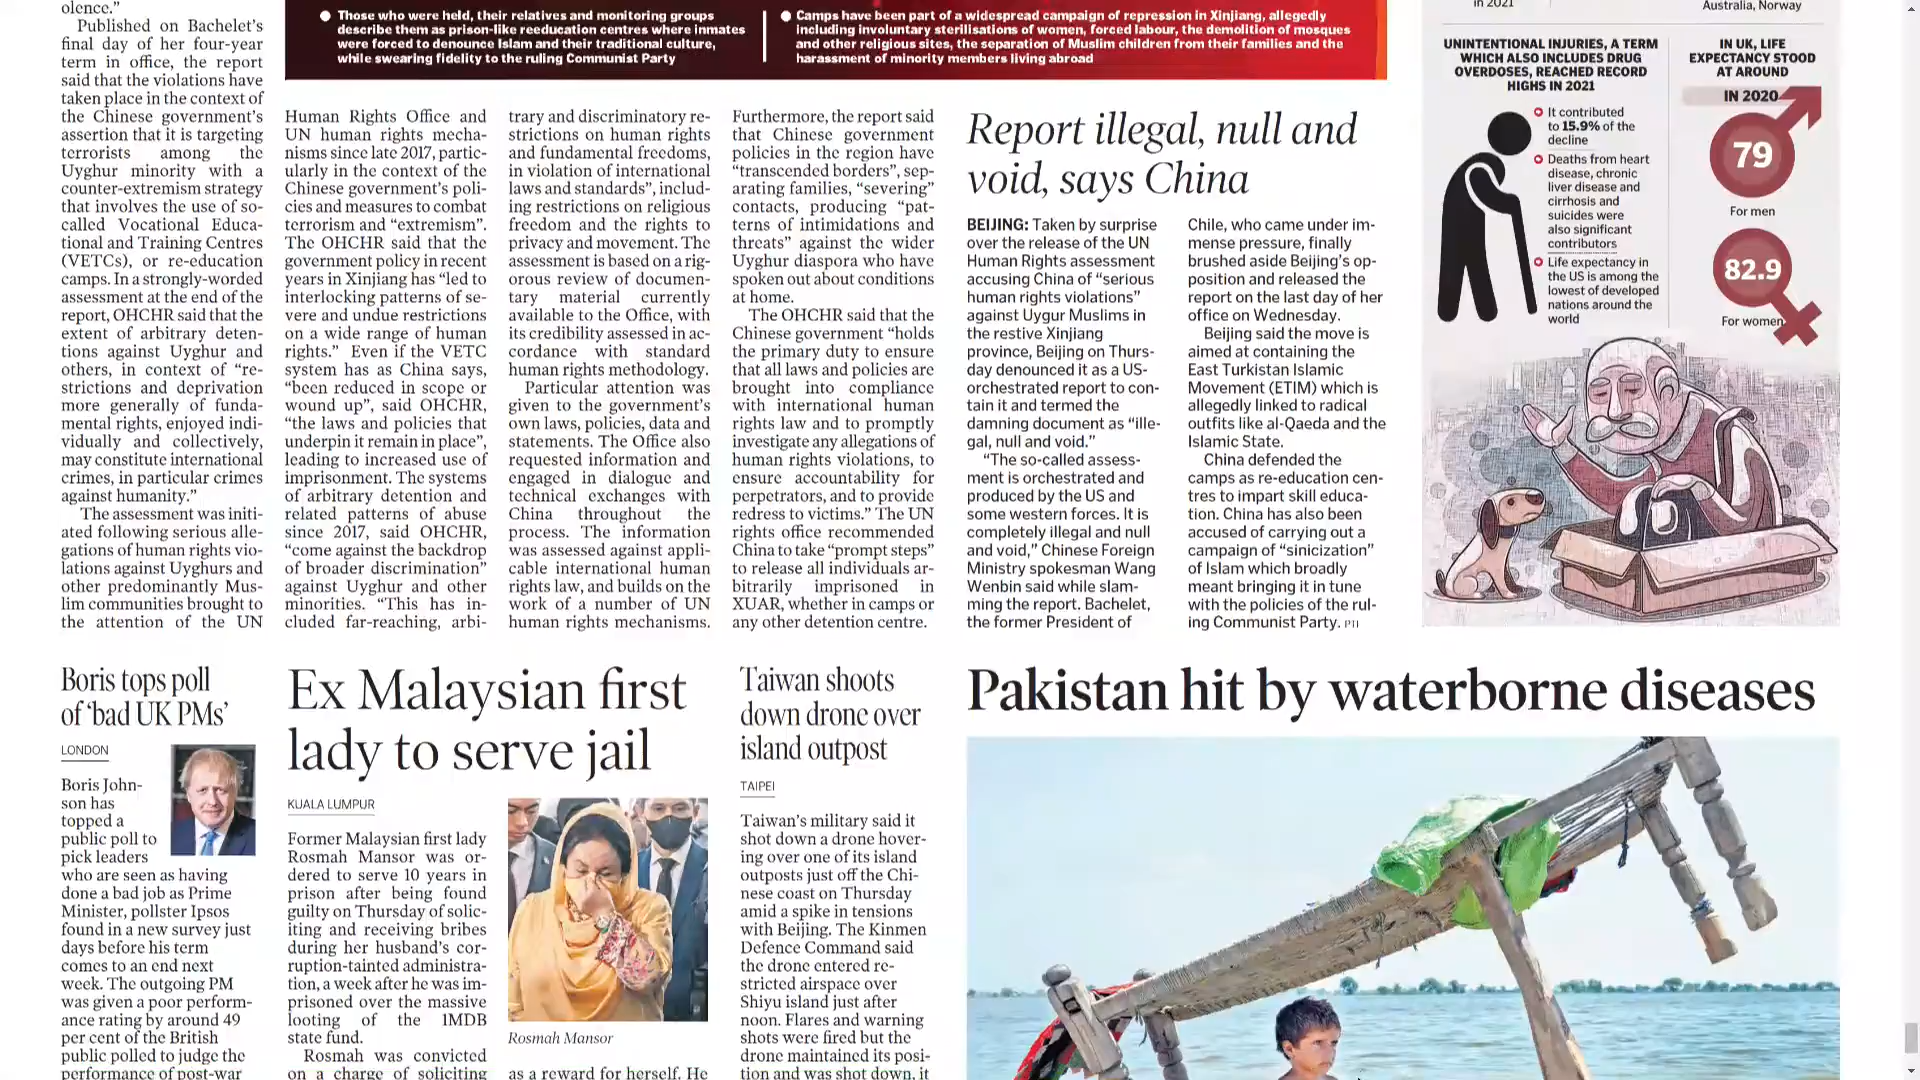 olence."
Published on Bachelet's
final day of her four-year
term in office, the report
said that the violations have
taken place in the context of
the Chinese government's
assertion that it is targeting
terrorists among the
Uyghur minority with a
counter-extremism strategy
that involves the use of so-
called Vocational Educa-
tional and Training Centres
(VETCs), or re-education
camps. In a strongly-worded
assessment at the end of the
report, OHCHR said that the
extent of arbitrary deten-
tions against Uyghur and
others, in context of "re-
strictions and deprivation
more generally of funda-
mental rights, enjoyed indi-
vidually and collectively,
may constitute international
crimes, in particular crimes
against humanity."
The assessment was initi-
ated following serious alle-
gations of human rights vio-
lations against Uyghurs and
other predominantly Mus-
lim communities brought to
the attention of the UN
Those who were held, their relatives and monitoring groups
describe them as prison-like reeducation centres where inmates
were forced to denounce Islam and their traditional culture,
while swearing fidelity to the ruling Communist Party
Camps have been part of a widespread campaign of repression in Xinjiang, allegedly
including involuntary sterilisations of women, forced labour, the demolition of mosques
and other religious sites, the separation of Muslim children from their families and the
harassment of minority members living abroad
Human Rights Office and
UN human rights mecha-
nisms since late 2017, partic-
ularly in the context of the
Chinese government's poli-
cies and measures to combat
terrorism and "extremism".
The OHCHR said that the
government policy in recent
years in Xinjiang has "led to
interlocking patterns of se-
vere and undue restrictions
on a wide range of human
rights." Even if the VETC
system has as China says,
"been reduced in scope or
wound up", said OHCHR,
"the laws and policies that
underpin it remain in place",
leading to increased use of
imprisonment. The systems
of arbitrary detention and
related patterns of abuse
since 2017, said OHCHR,
"come against the backdrop
of broader discrimination"
against Uyghur and other
minorities. "This has in-
cluded far-reaching, arbi-
trary and discriminatory re-
strictions on human rights
and fundamental freedoms,
in violation of international
laws and standards", includ-
ing restrictions on religious
freedom and the rights to
privacy and movement. The
assessment is based on a rig-
orous review of documen-
tary material currently
available to the Office, with
its credibility assessed in ac-
cordance with standard
human rights methodology.
Particular attention was
given to the government's
own laws, policies, data and
statements. The Office also
requested information and
engaged in dialogue and
technical exchanges with
China throughout the
process. The information
was assessed against appli-
cable international human
rights law, and builds on the
work of a number of UN
human rights mechanisms.
Furthermore, the report said
that Chinese government
policies in the region have
"transcended borders", sep-
arating families, "severing"
contacts, producing "pat-
terns of intimidations and
threats" against the wider
Uyghur diaspora who have
spoken out about conditions
at home.
The OHCHR said that the
Chinese government "holds
the primary duty to ensure
that all laws and policies are
brought into compliance
with international human
rights law and to promptly
investigate any allegations of
human rights violations, to
ensure accountability for
perpetrators, and to provide
redress to victims." The UN
rights office recommended
China to take "prompt steps"
to release all individuals ar-
bitrarily imprisoned in
XUAR, whether in camps or
any other detention centre.
Report illegal, null and
void, says China
BEIJING: Taken by surprise
over the release of the UN
Human Rights assessment
accusing China of "serious
human rights violations"
against Uygur Muslims in
the restive Xinjiang
province, Beijing on Thurs-
day denounced it as a US-
orchestrated report to con-
tain it and termed the
damning document as "ille-
gal, null and void."
"The so-called assess-
ment is orchestrated and
produced by the US and
some western forces. It is
completely illegal and null
and void," Chinese Foreign
Ministry spokesman Wang
Wenbin said while slam-
ming the report. Bachelet,
the former President of
Chile, who came under im-
mense pressure, finally
brushed aside Beijing's op-
position and released the
report on the last day of her
office on Wednesday.
Beijing said the move is
aimed at containing the
East Turkistan Islamic
Movement (ETIM) which is
allegedly linked to radical
outfits like al-Qaeda and the
Islamic State.
China defended the
camps as re-education cen-
tres to impart skill educa-
tion. China has also been
accused of carrying out a
campaign of "sinicization"
of Islam which broadly
meant bringing it in tune
with the policies of the rul-
ing Communist Party. PTI
in 2021
Australia, Norway
UNINTENTIONAL INJURIES, A TERM
WHICH ALSO INCLUDES DRUG
OVERDOSES, REACHED RECORD
HIGHS IN 2021
It contributed
to 15.9% of the
decline
Deaths from heart
disease, chronic
liver disease and
cirrhosis and
suicides were
also significant
contributors
Life expectancy in
the US is among the
lowest of developed
nations around the
world
IN UK, LIFE
EXPECTANCY STOOD
AT AROUND
IN 2020
79
For men
82.9
For women
Boris tops poll
of 'bad UK PMs'
LONDON
Boris John-
son has
topped a
public poll to
pick leaders
who are seen as having
done a bad job as Prime
Minister, pollster Ipsos
found in a new survey just
days before his term
comes to an end next
week. The outgoing PM
was given a poor perform-
ance rating by around 49
per cent of the British
public polled to judge the
performance of post-war
Ex Malaysian first
lady to serve jail
KUALA LUMPUR
Former Malaysian first lady
Rosmah Mansor was or-
dered to serve 10 years in
prison after being found
guilty on Thursday of solic-
iting and receiving bribes
during her husband's cor-
ruption-tainted administra-
tion, a week after he was im-
prisoned over the massive
looting of the 1MDB
state fund.
Rosmah was convicted
on a charge of soliciting
Rosmah Mansor
as a reward for herself. He
Taiwan shoots
down drone over
island outpost
TAIPEI
Taiwan's military said it
shot down a drone hover-
ing over one of its island
outposts just off the Chi-
nese coast on Thursday
amid a spike in tensions
with Beijing. The Kinmen
Defence Command said
the drone entered re-
stricted airspace over
Shiyu island just after
noon. Flares and warning
shots were fired but the
drone maintained its posi-
tion and was shot down, it
Pakistan hit by waterborne diseases